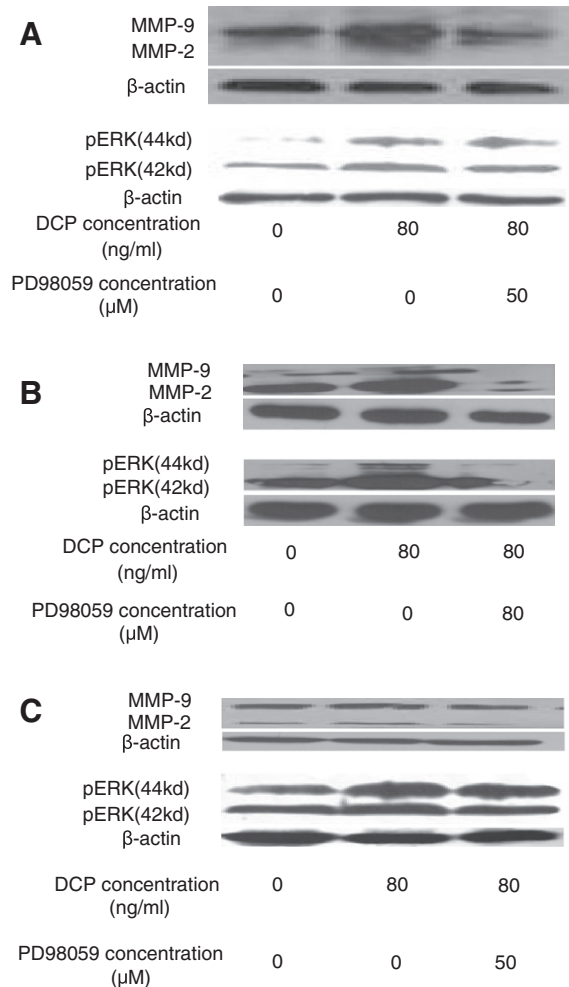 A
MMP-9
MMP-2
β-actin
pERK(44kd)
pERK(42kd)
β-actin
DCP concentration 0 80 80
(ng/ml)
PD98059 concentration 0 0 50
(μM)
B
MMP-9
MMP-2
β-actin
pERK(44kd)
pERK(42kd)
β-actin
DCP concentration 0 80 80
(ng/ml)
PD98059 concentration 0 0 80
(μM)
C
MMP-9
MMP-2
β-actin
pERK(44kd)
pERK(42kd)
β-actin
DCP concentration 0 80 80
(ng/ml)
PD98059 concentration 0 0 50
(μM)